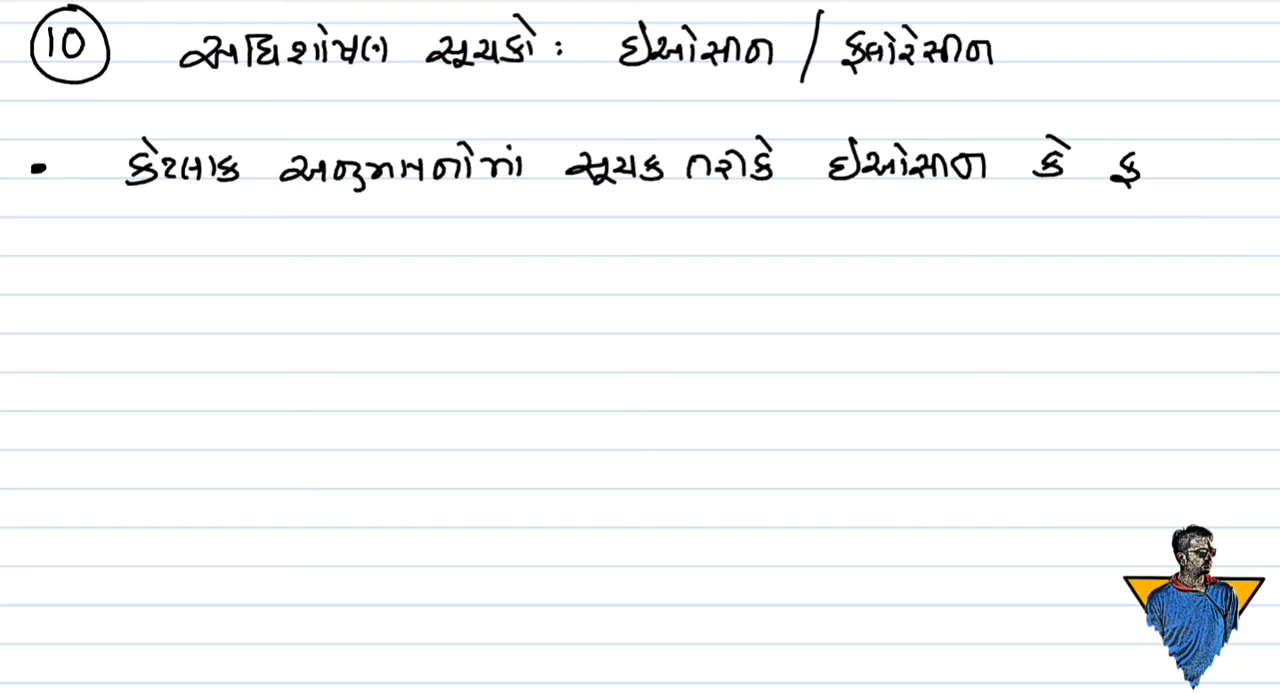 10 અધિશોષણ સૂચકો : ઇઓસીન / ફ્લોરેસીન
• કેટલાક અનુમાપનોમાં સૂચક તરીકે ઇઓસીન કે ફ